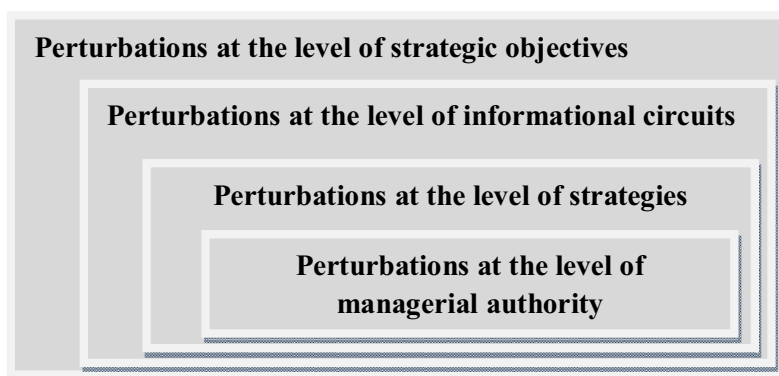 Perturbations at the level of strategic objectives
Perturbations at the level of informational circuits
Perturbations at the level of strategies
Perturbations at the level of
managerial authority